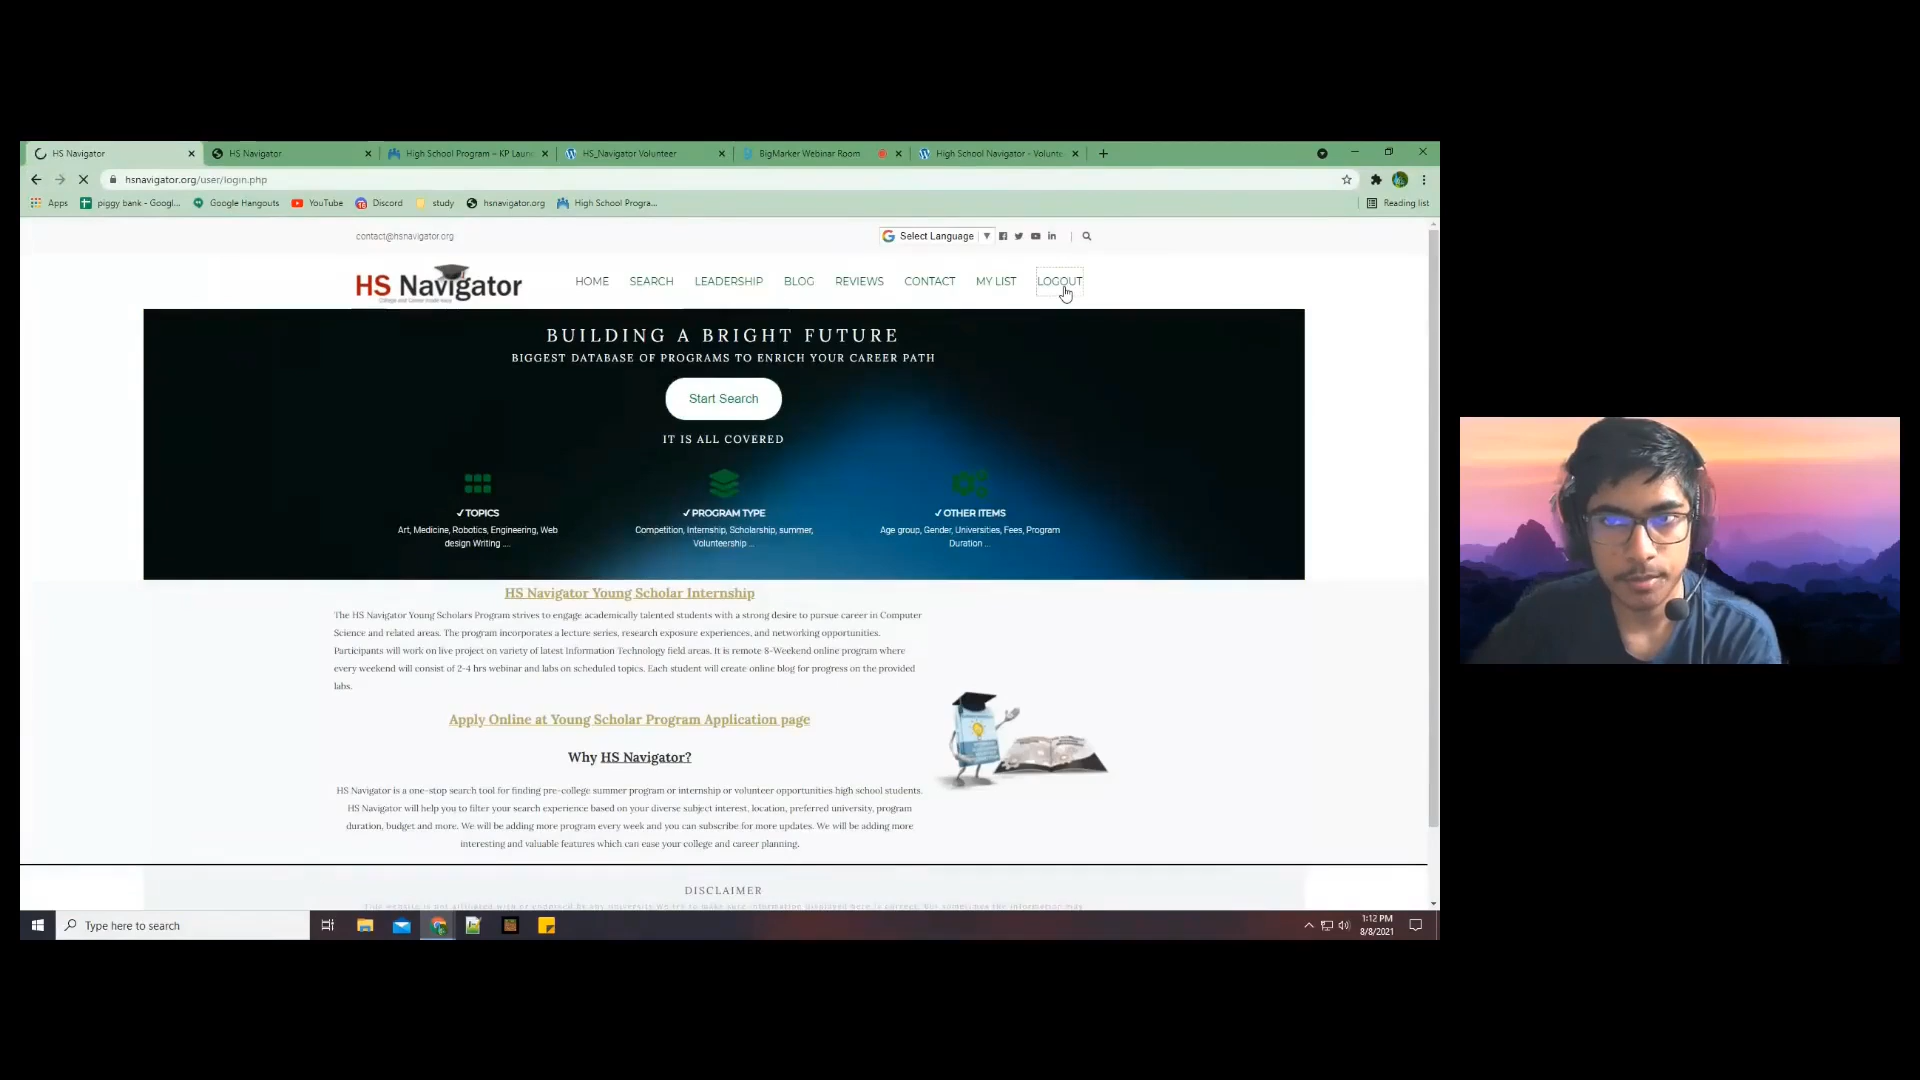 HS Navigator
HS Navigator
High School Program – KP Laun
HS_Navigator Volunteer
BigMarker Webinar Room
High School Navigator - Volunte
hsnavigator.org/user/login.php
Apps
piggy bank - Googl...
Google Hangouts
YouTube
Discord
study
hsnavigator.org
High School Progra...
Reading list
contact@hsnavigator.org
Select Language
HS Navigator
HOME
SEARCH
LEADERSHIP
BLOG
REVIEWS
CONTACT
MY LIST
LOGOUT
BUILDING A BRIGHT FUTURE
BIGGEST DATABASE OF PROGRAMS TO ENRICH YOUR CAREER PATH
Start Search
IT IS ALL COVERED
✓ TOPICS
Art, Medicine, Robotics, Engineering, Web
design Writing ....
✓ PROGRAM TYPE
Competition, Internship, Scholarship, summer,
Volunteership ...
✓ OTHER ITEMS
Age group, Gender, Universities, Fees, Program
Duration ...
HS Navigator Young Scholar Internship
The HS Navigator Young Scholars Program strives to engage academically talented students with a strong desire to pursue career in Computer
Science and related areas. The program incorporates a lecture series, research exposure experiences, and networking opportunities.
Participants will work on live project on variety of latest Information Technology field areas. It is remote 8-Weekend online program where
every weekend will consist of 2-4 hrs webinar and labs on scheduled topics. Each student will create online blog for progress on the provided
labs.
Apply Online at Young Scholar Program Application page
Why HS Navigator?
HS Navigator is a one-stop search tool for finding pre-college summer program or internship or volunteer opportunities high school students.
HS Navigator will help you to filter your search experience based on your diverse subject interest, location, preferred university, program
duration, budget and more. We will be adding more program every week and you can subscribe for more updates. We will be adding more
interesting and valuable features which can ease your college and career planning.
DISCLAIMER
Type here to search
1:12 PM
8/8/2021